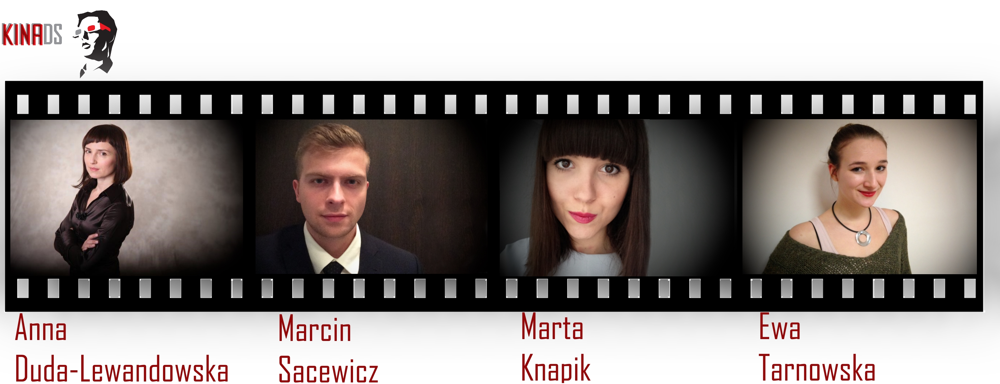 KINADS
Anna
Duda-Lewandowska
Marcin
Sacewicz
Marta
Knapik
Ewa
Tarnowska